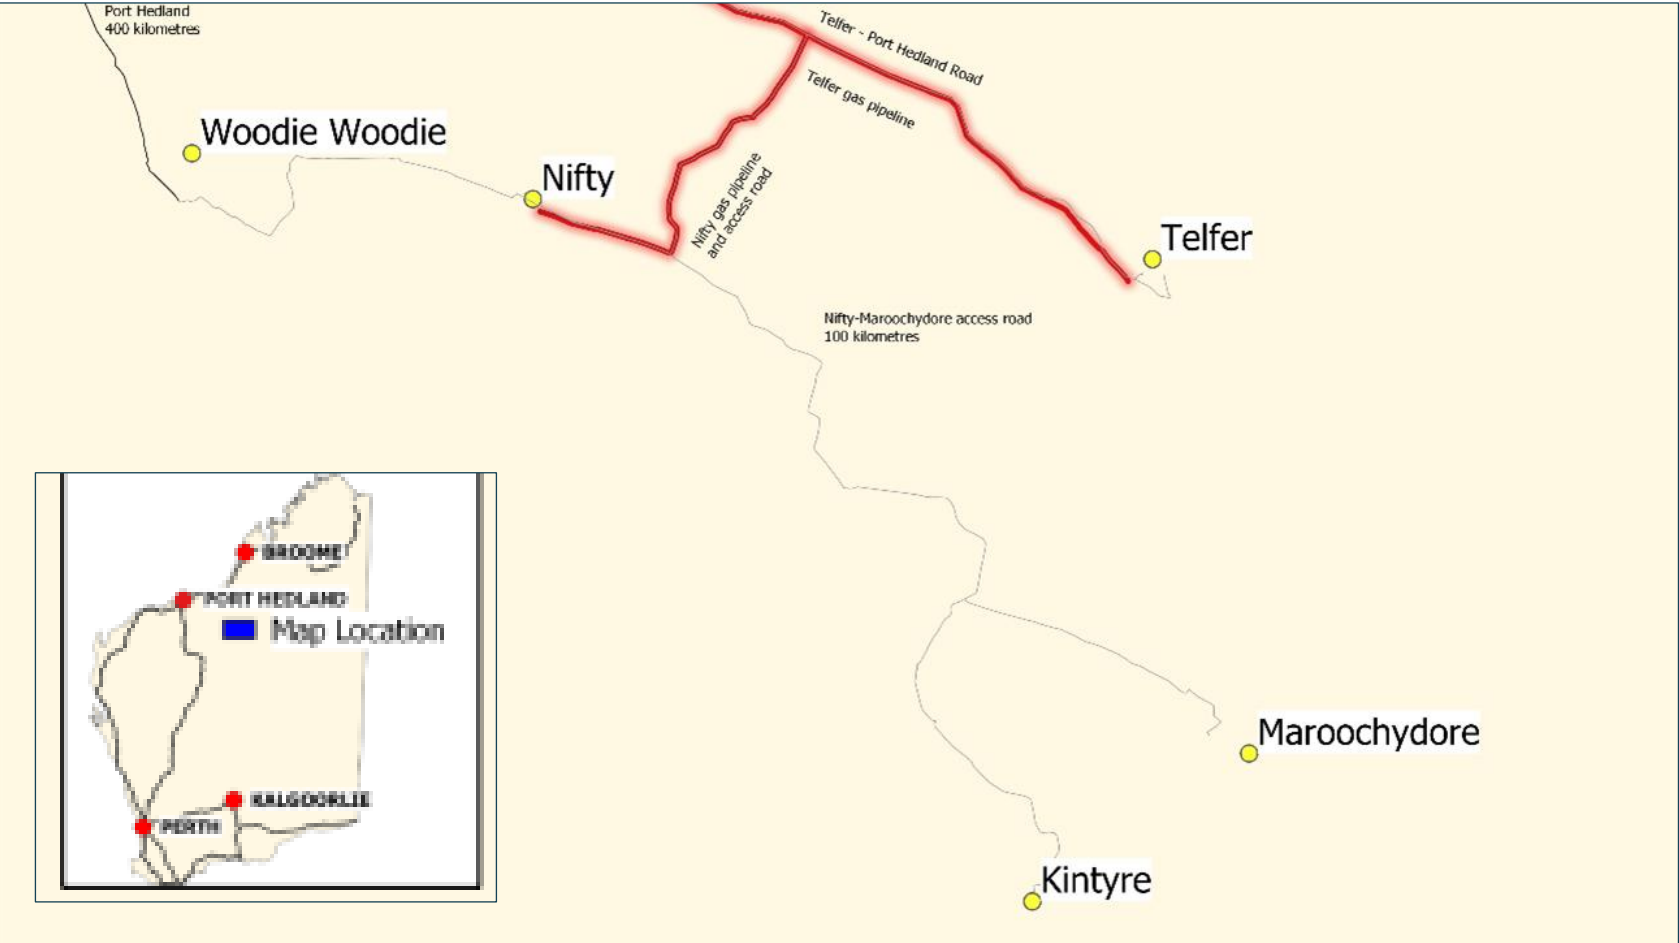 Port Hedland
400 kilometres
Telfer - Port Hedland Road
Telfer gas pipeline
Woodie Woodie
Nifty
Nifty gas pipeline
and access road
Telfer
Nifty-Maroochydore access road
100 kilometres
BROOME
PORT HEDLAND
Map Location
KALGOORLIE
PERTH
Maroochydore
Kintyre